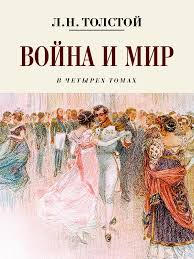 Л.Н. ТОЛСТОЙ
ВОЙНА И МИР
В ЧЕТЫРЕХ ТОМАХ